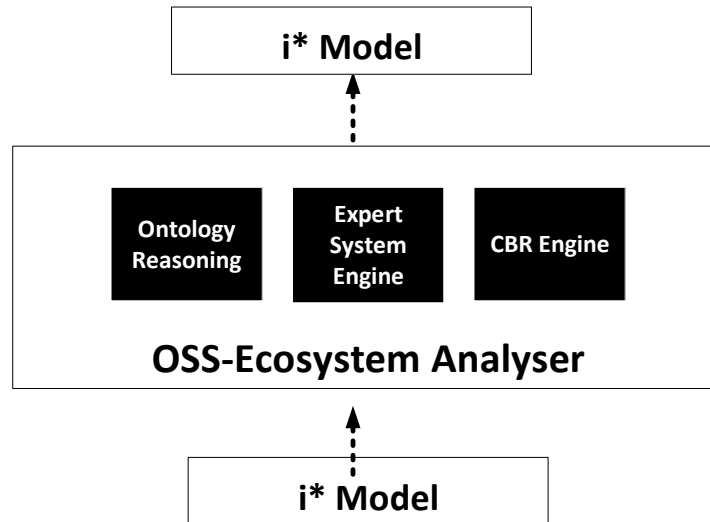 i* Model
Ontology
Reasoning
Expert
System
Engine
CBR Engine
OSS-Ecosystem Analyser
i* Model